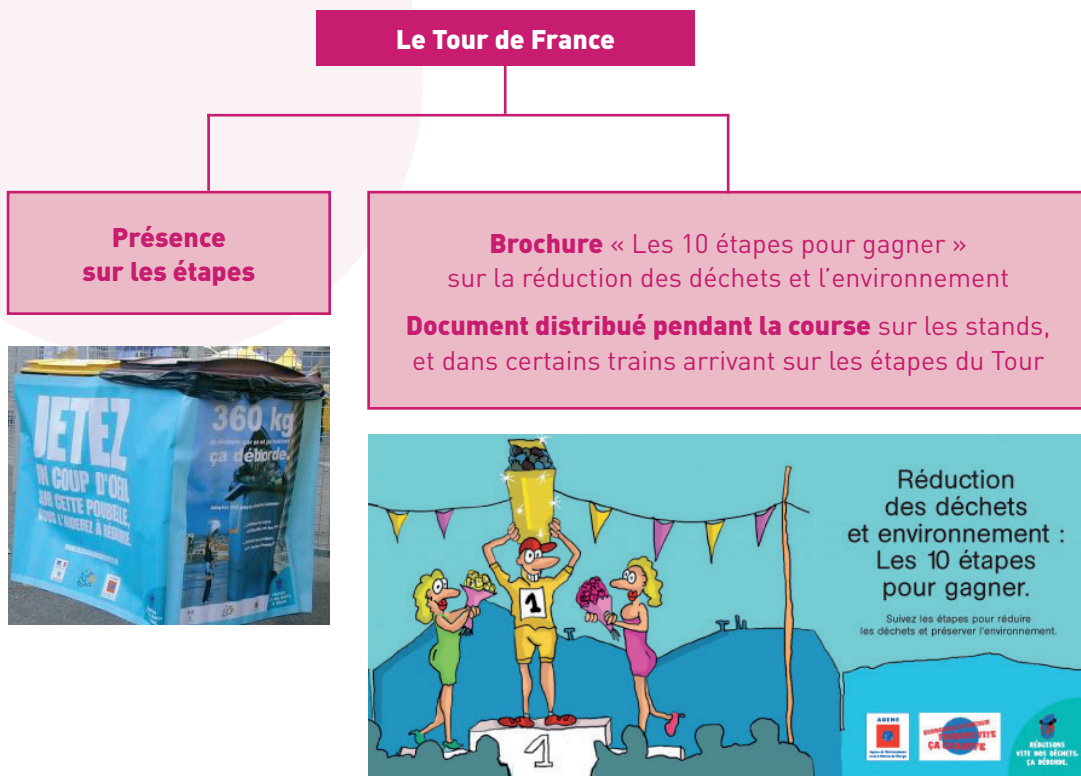 Le Tour de France
Présence
sur les étapes
Brochure « Les 10 étapes pour gagner »
sur la réduction des déchets et l’environnement
Document distribué pendant la course sur les stands,
et dans certains trains arrivant sur les étapes du Tour
JETEZ
UN COUP D'ŒIL
SUR CETTE POUBELLE,
VOUS L'AIDEREZ À RÉDUIRE
360 kg
ça déborde.
1
1
Réduction
des déchets
et environnement :
Les 10 étapes
pour gagner.
Suivez les étapes pour réduire
les déchets et préserver l'environnement.
ADEME
ÇA CHAUFFE
RÉDUISONS
VITE NOS DÉCHETS,
ÇA DÉBORDE.